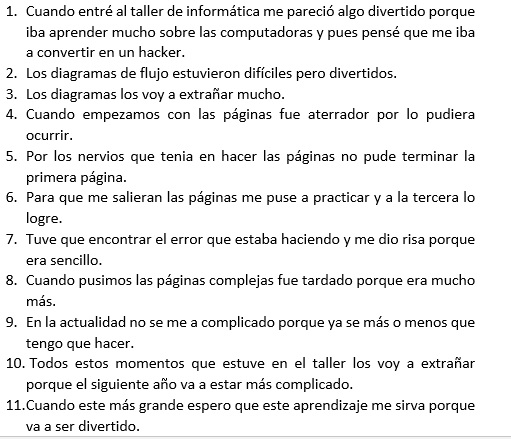 1. Cuando entré al taller de informática me pareció algo divertido porque
iba aprender mucho sobre las computadoras y pues pensé que me iba
a convertir en un hacker.
2. Los diagramas de flujo estuvieron difíciles pero divertidos.
3. Los diagramas los voy a extrañar mucho.
4. Cuando empezamos con las páginas fue aterrador por lo pudiera
ocurrir.
5. Por los nervios que tenia en hacer las páginas no pude terminar la
primera página.
6. Para que me salieran las páginas me puse a practicar y a la tercera lo
logre.
7. Tuve que encontrar el error que estaba haciendo y me dio risa porque
era sencillo.
8. Cuando pusimos las páginas complejas fue tardado porque era mucho
más.
9. En la actualidad no se me a complicado porque ya se más o menos que
tengo que hacer.
10. Todos estos momentos que estuve en el taller los voy a extrañar
porque el siguiente año va a estar más complicado.
11.Cuando este más grande espero que este aprendizaje me sirva porque
va a ser divertido.